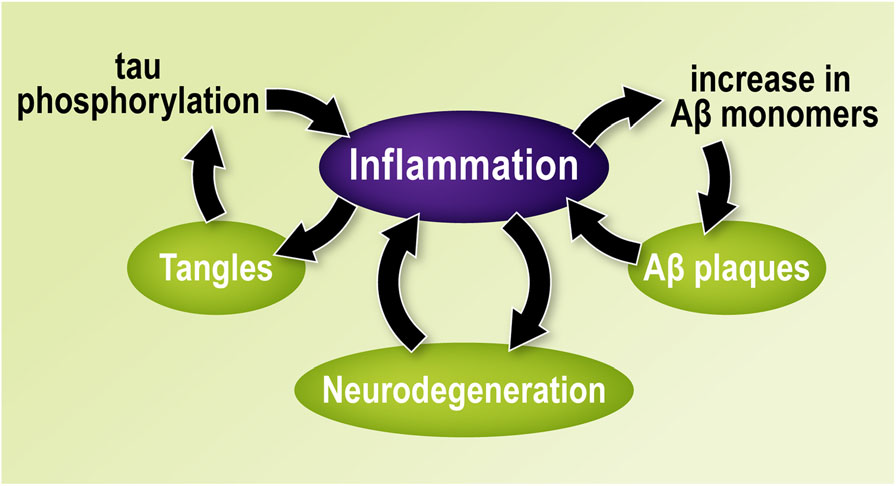 tau
phosphorylation
increase in
Aβ monomers
Inflammation
Tangles
Aβ plaques
Neurodegeneration